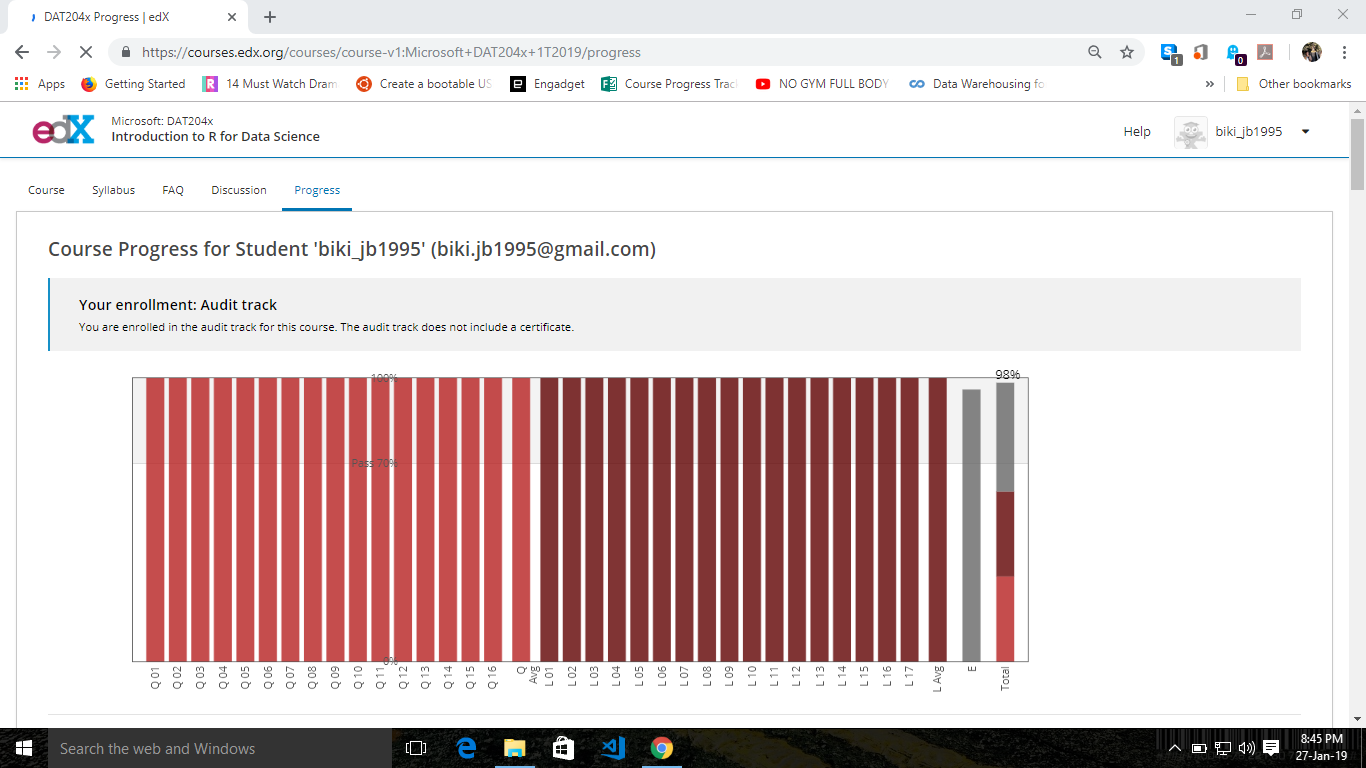 DAT204x Progress | edX
https://courses.edx.org/courses/course-v1:Microsoft+DAT204x+1T2019/progress
1
0
Apps
Getting Started
14 Must Watch Dram
Create a bootable US
Engadget
Course Progress Trac
NO GYM FULL BODY
Data Warehousing fo
»
Other bookmarks
edX
Microsoft: DAT204x
Introduction to R for Data Science
Help
biki_jb1995
Course
Syllabus
FAQ
Discussion
Progress
Course Progress for Student 'biki_jb1995' (biki.jb1995@gmail.com)
Your enrollment: Audit track
You are enrolled in the audit track for this course. The audit track does not include a certificate.
98%
100%
Pass 70%
0%
Q 01
Q 02
Q 03
Q 04
Q 05
Q 06
Q 07
Q 08
Q 09
Q 10
Q 11
Q 12
Q 13
Q 14
Q 15
Q 16
Q
Avg
L 01
L 02
L 03
L 04
L 05
L 06
L 07
L 08
L 09
L 10
L 11
L 12
L 13
L 14
L 15
L 16
L 17
L Avg
E
Total
Search the web and Windows
8:45 PM
27-Jan-19